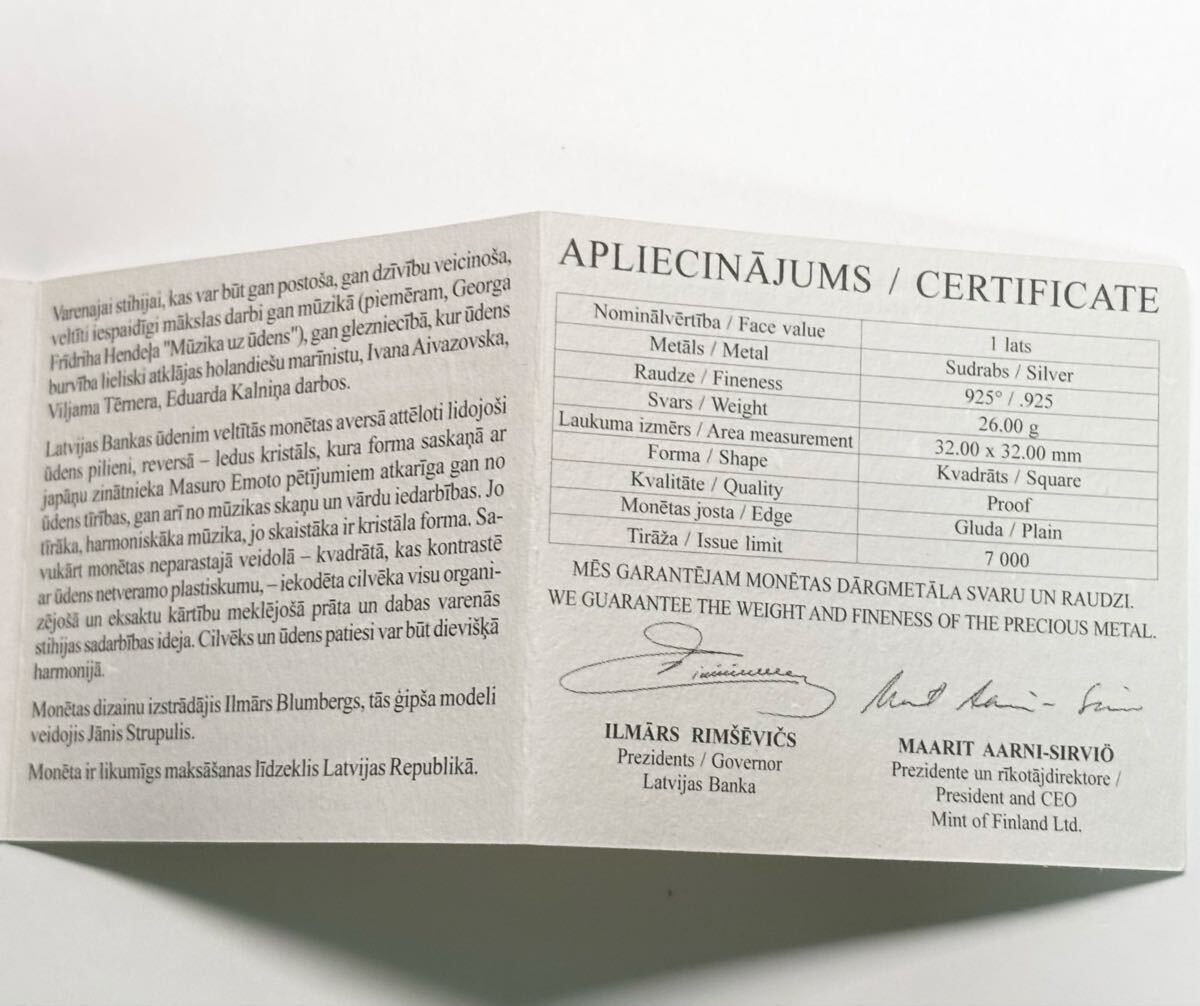 Varenajai stihijai, kas var būt gan postoša, gan dzīvību veicinoša,
veltīti iespaidīgi mākslas darbi gan mūzikā (piemēram, Georga
Frīdriha Hendeļa "Mūzika uz ūdens"), gan glezniecībā, kur ūdens
burvība lieliski atklājas holandiešu marīnistu, Ivana Aivazovska,
Viljama Tērnera, Eduarda Kalniņa darbos.
Latvijas Bankas ūdenim veltītās monētas aversā attēloti lidojoši
ūdens pilieni, reversā – ledus kristāls, kura forma saskaņā ar
japāņu zinātnieka Masuro Emoto pētījumiem atkarīga gan no
ūdens tīrības, gan arī no mūzikas skaņu un vārdu iedarbības. Jo
tīrāka, harmoniskāka mūzika, jo skaistāka ir kristāla forma. Sa-
vukārt monētas neparastajā veidolā – kvadrātā, kas kontrastē
ar ūdens netveramo plastiskumu, – iekodēta cilvēka visu organi-
zējošā un eksaktu kārtību meklējošā prāta un dabas varenās
stihijas sadarbības ideja. Cilvēks un ūdens patiesi var būt dievišķā
harmonijā.
Monētas dizainu izstrādājis Ilmārs Blumbergs, tās ģipša modeli
veidojis Jānis Strupulis.
Monēta ir likumīgs maksāšanas līdzeklis Latvijas Republikā.
APLIECINĀJUMS / CERTIFICATE
Nominālvērtība / Face value 1 lats
Metāls / Metal Sudrabs / Silver
Raudze / Fineness 925° / .925
Svars / Weight 26.00 g
Laukuma izmērs / Area measurement 32.00 x 32.00 mm
Forma / Shape Kvadrāts / Square
Kvalitāte / Quality Proof
Monētas josta / Edge Gluda / Plain
Tirāža / Issue limit 7 000
MĒS GARANTĒJAM MONĒTAS DĀRGMETĀLA SVARU UN RAUDZI.
WE GUARANTEE THE WEIGHT AND FINENESS OF THE PRECIOUS METAL.
ILMĀRS RIMŠĒVIČS
Prezidents / Governor
Latvijas Banka
MAARIT AARNI-SIRVIÖ
Prezidente un rīkotājdirektore /
President and CEO
Mint of Finland Ltd.